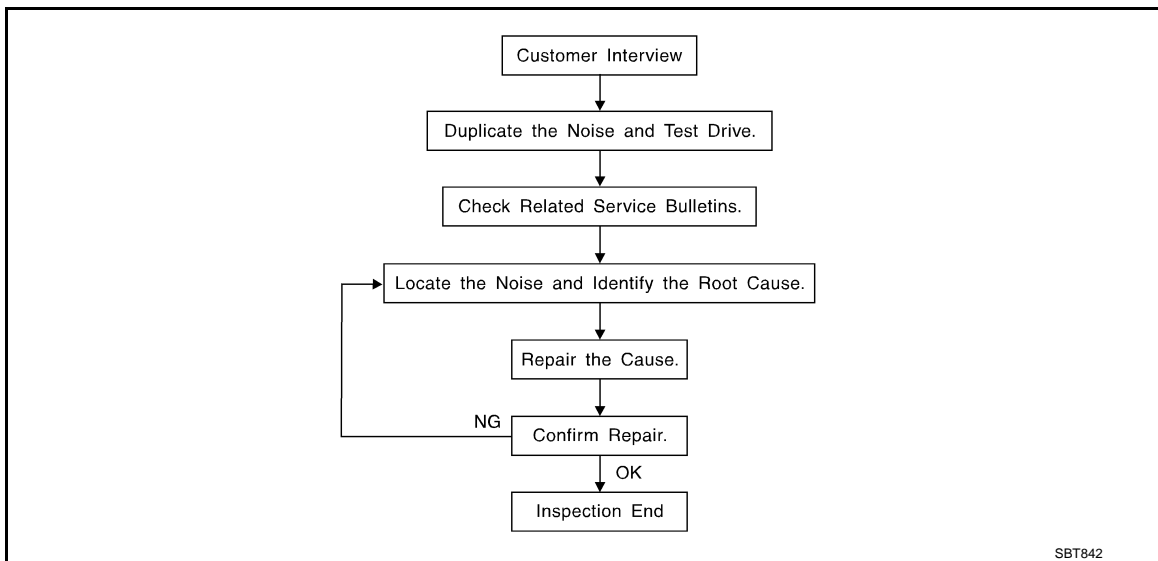 Customer Interview
Duplicate the Noise and Test Drive.
Check Related Service Bulletins.
Locate the Noise and Identify the Root Cause.
Repair the Cause.
NG
Confirm Repair.
OK
Inspection End
SBT842